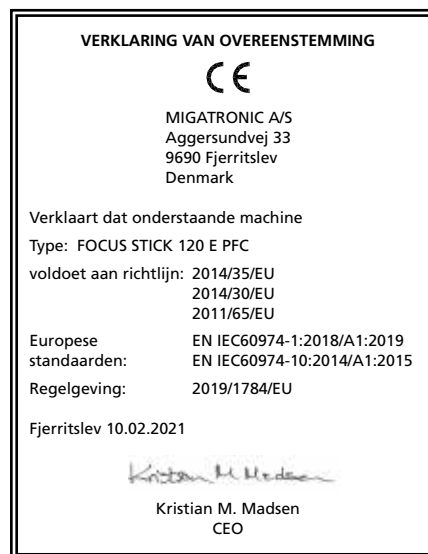 VERKLARING VAN OVEREENSTEMMING
CE
MIGATRONIC A/S
Aggersundvej 33
9690 Fjerritslev
Denmark
Verklaart dat onderstaande machine
Type: FOCUS STICK 120 E PFC
voldoet aan richtlijn: 2014/35/EU
2014/30/EU
2011/65/EU
Europese EN IEC60974-1:2018/A1:2019
standaarden: EN IEC60974-10:2014/A1:2015
Regelgeving: 2019/1784/EU
Fjerritslev 10.02.2021
Kristian M Madsen
Kristian M. Madsen
CEO